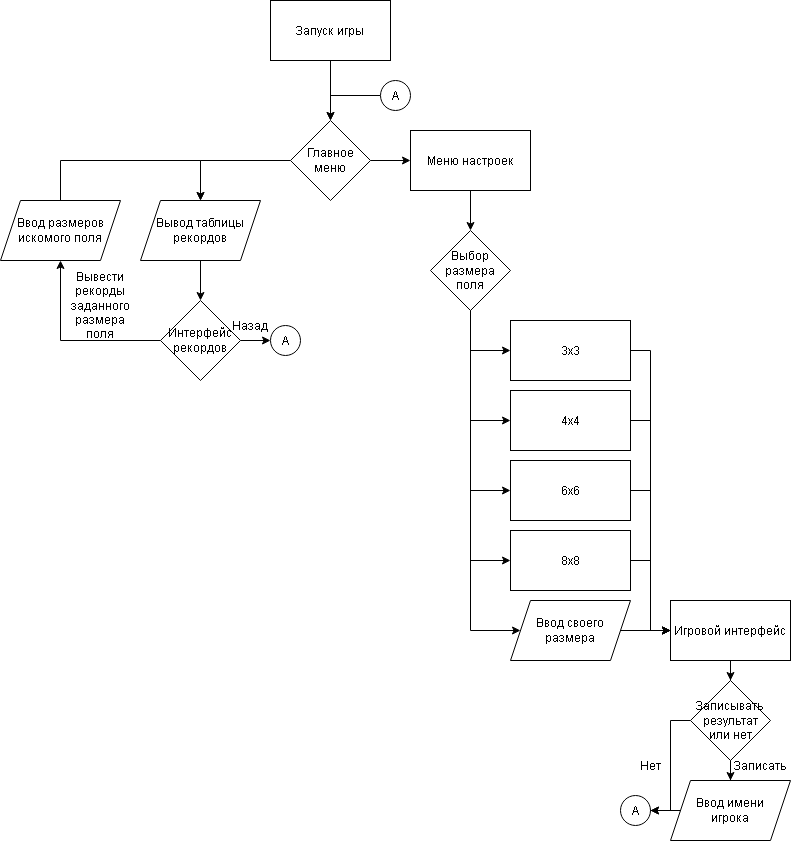 Запуск игры
A
Главное
меню
Меню настроек
Ввод размеров
искомого поля
Вывод таблицы
рекордов
Выбор
размера
поля
Вывести
рекорды
заданного
размера
поля
Интерфейс
рекордов
Назад
A
3x3
4x4
6x6
8x8
Ввод своего
размера
Игровой интерфейс
Записывать
результат
или нет
Нет
Записать
A
Ввод имени
игрока